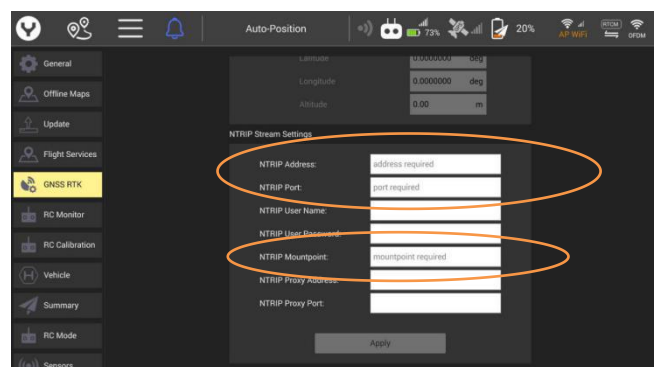 Auto-Position
73%
20%
AP WiFi
RTCM
OFDM
General
Offline Maps
Update
Flight Services
GNSS RTK
RC Monitor
RC Calibration
Vehicle
Summary
RC Mode
Sensors
Latitude 0.0000000 deg
Longitude 0.0000000 deg
Altitude 0.00 m
NTRIP Stream Settings
NTRIP Address: address required
NTRIP Port: port required
NTRIP User Name:
NTRIP User Password:
NTRIP Mountpoint: mountpoint required
NTRIP Proxy Address:
NTRIP Proxy Port:
Apply